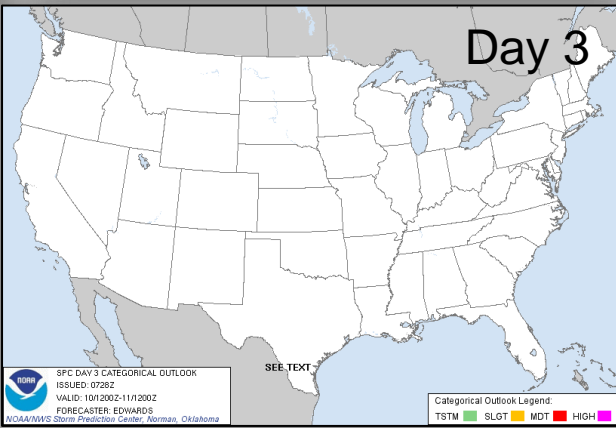 Day 3
SEE TEXT
NOAA
SPC DAY 3 CATEGORICAL OUTLOOK
ISSUED: 0728Z
VALID: 10/1200Z-11/1200Z
FORECASTER: EDWARDS
NOAA/NWS Storm Prediction Center, Norman, Oklahoma
Categorical Outlook Legend:
TSTM SLGT MDT HIGH